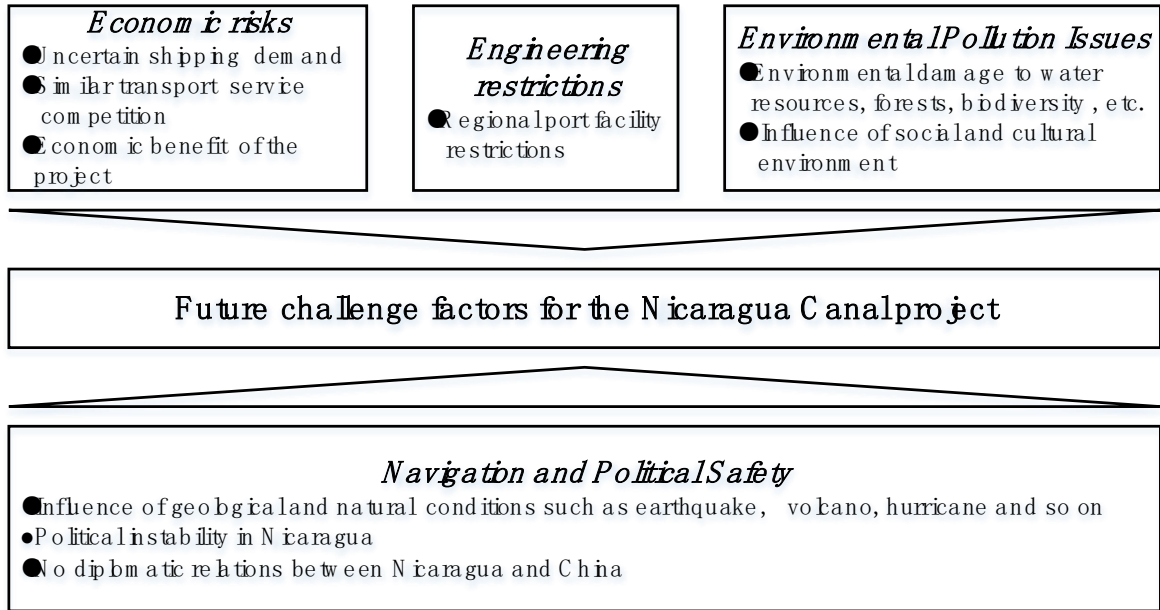 Economic risks
●Uncertain shipping demand
●Similar transport service
competition
●Economic benefit of the
project
Engineering
restrictions
●Regional port facility
restrictions
Environmental Pollution Issues
●Environmental damage to water
resources, forests, biodiversity, etc.
●Influence of social and cultural
environment
Future challenge factors for the Nicaragua Canal project
Navigation and Political Safety
●Influence of geological and natural conditions such as earthquake, volcano, hurricane and so on
●Political instability in Nicaragua
●No diplomatic relations between Nicaragua and China